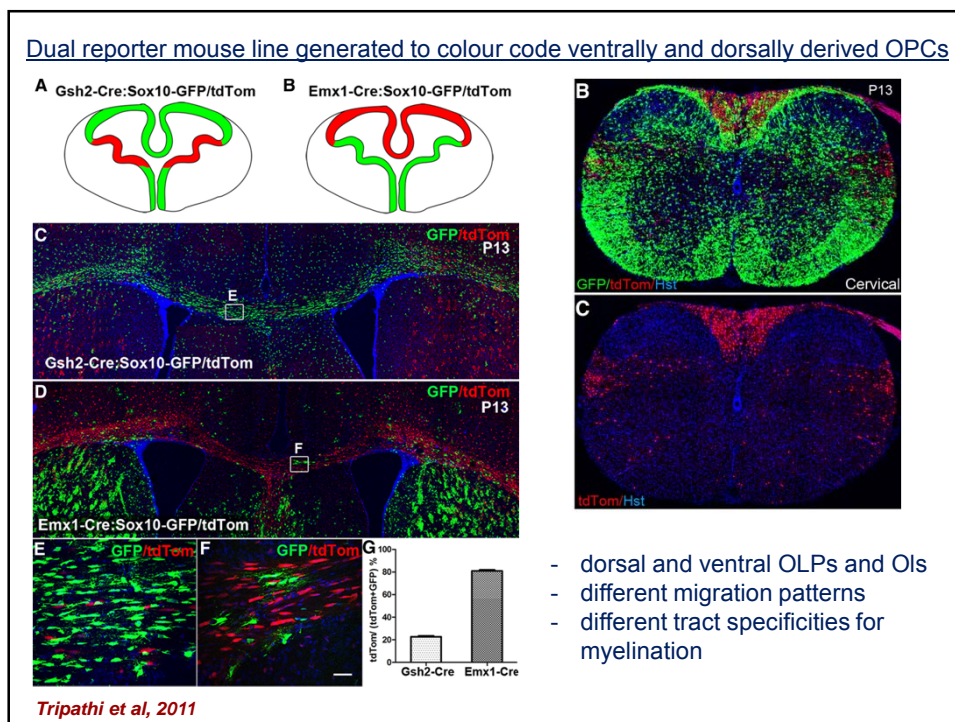 Dual reporter mouse line generated to colour code ventrally and dorsally derived OPCs
A Gsh2-Cre:Sox10-GFP/tdTom
B Emx1-Cre:Sox10-GFP/tdTom
C
GFP/tdTom
P13
E
Gsh2-Cre:Sox10-GFP/tdTom
D
GFP/tdTom
P13
F
Emx1-Cre:Sox10-GFP/tdTom
E GFP/tdTom
F GFP/tdTom
G
tdTom/ (tdTom+GFP) %
100
80
60
40
20
0
Gsh2-Cre Emx1-Cre
Tripathi et al, 2011
B
P13
GFP/tdTom/Hst
Cervical
C
tdTom/Hst
- dorsal and ventral OLPs and Ols
- different migration patterns
- different tract specificities for
myelination